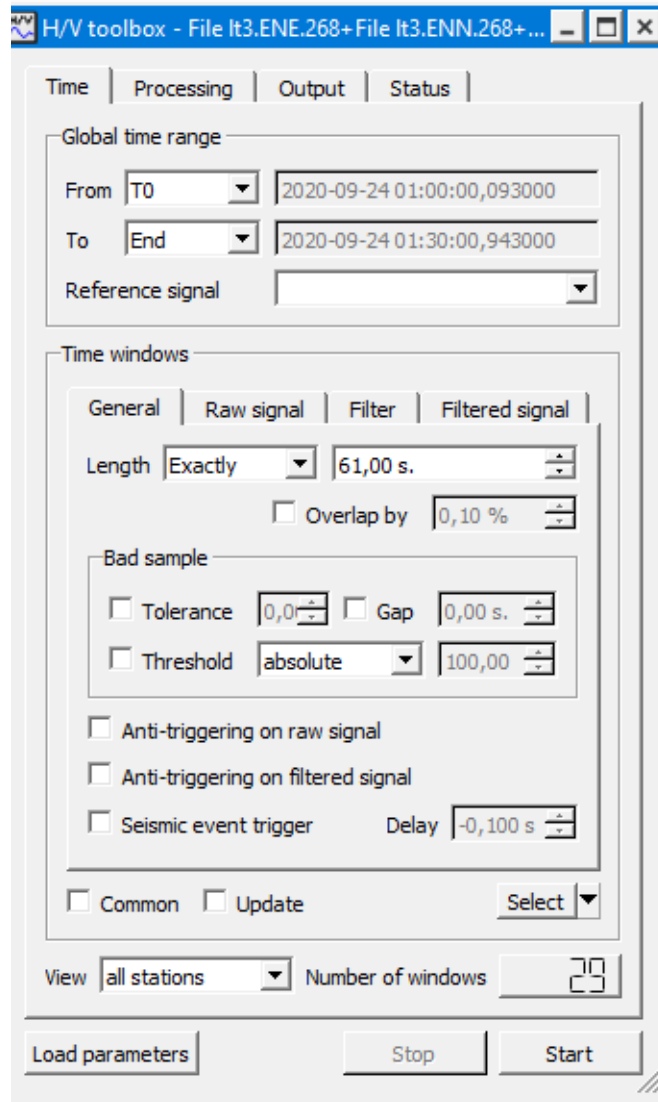 H/V toolbox - File lt3.ENE.268+File lt3.ENN.268+...
Time Processing Output Status
Global time range
From T0 2020-09-24 01:00:00,093000
To End 2020-09-24 01:30:00,943000
Reference signal
Time windows
General Raw signal Filter Filtered signal
Length Exactly 61,00 s.
Overlap by 0,10 %
Bad sample
Tolerance Gap 0,00 s.
Threshold absolute 100,00
Anti-triggering on raw signal
Anti-triggering on filtered signal
Seismic event trigger Delay -0,100 s
Common Update Select
View all stations Number of windows 29
Load parameters Stop Start